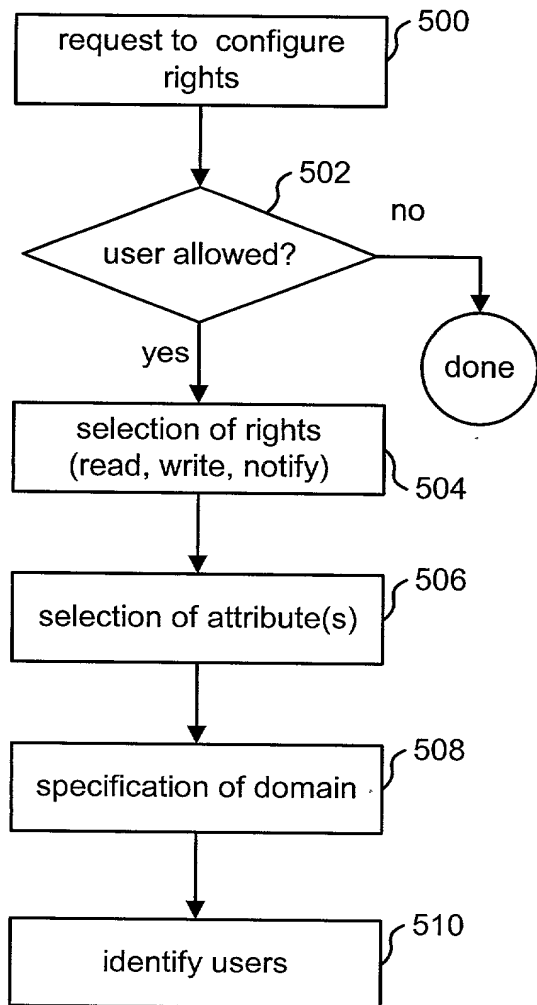 request to configure
rights
500
502
user allowed?
no
yes
done
selection of rights
(read, write, notify)
504
506
selection of attribute(s)
508
specification of domain
510
identify users